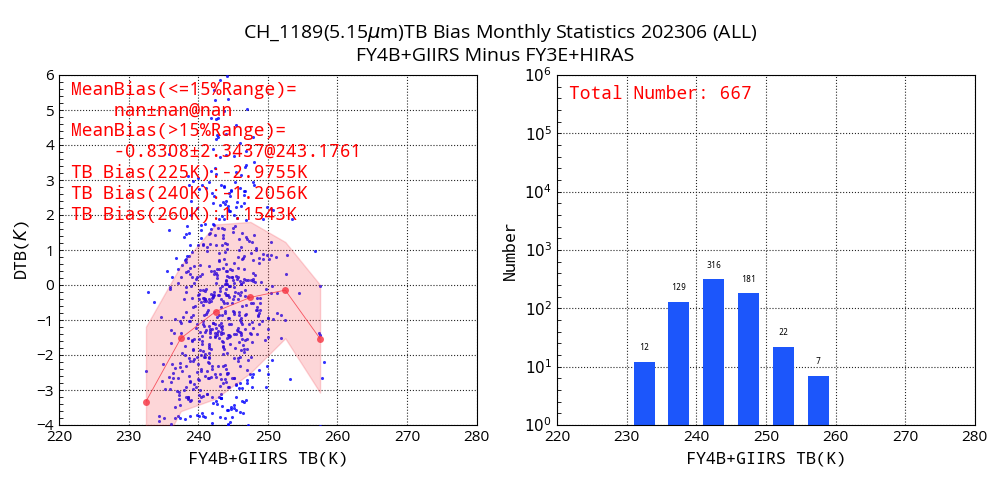 CH_1189(5.15μm)TB Bias Monthly Statistics 202306 (ALL)
FY4B+GIIRS Minus FY3E+HIRAS
MeanBias(<=15%Range)=
nan±nan@nan
MeanBias(>15%Range)=
-0.8308±2.3437@243.1761
TB Bias(225K):-2.9755K
TB Bias(240K):-1.2056K
TB Bias(260K):1.1543K
6
5
4
3
2
1
0
−1
−2
−3
−4
DTB(K)
220 230 240 250 260 270 280
FY4B+GIIRS TB(K)
Total Number: 667
10^6
10^5
10^4
10^3
10^2
10^1
10^0
Number
12
129
316
181
22
7
220 230 240 250 260 270 280
FY4B+GIIRS TB(K)